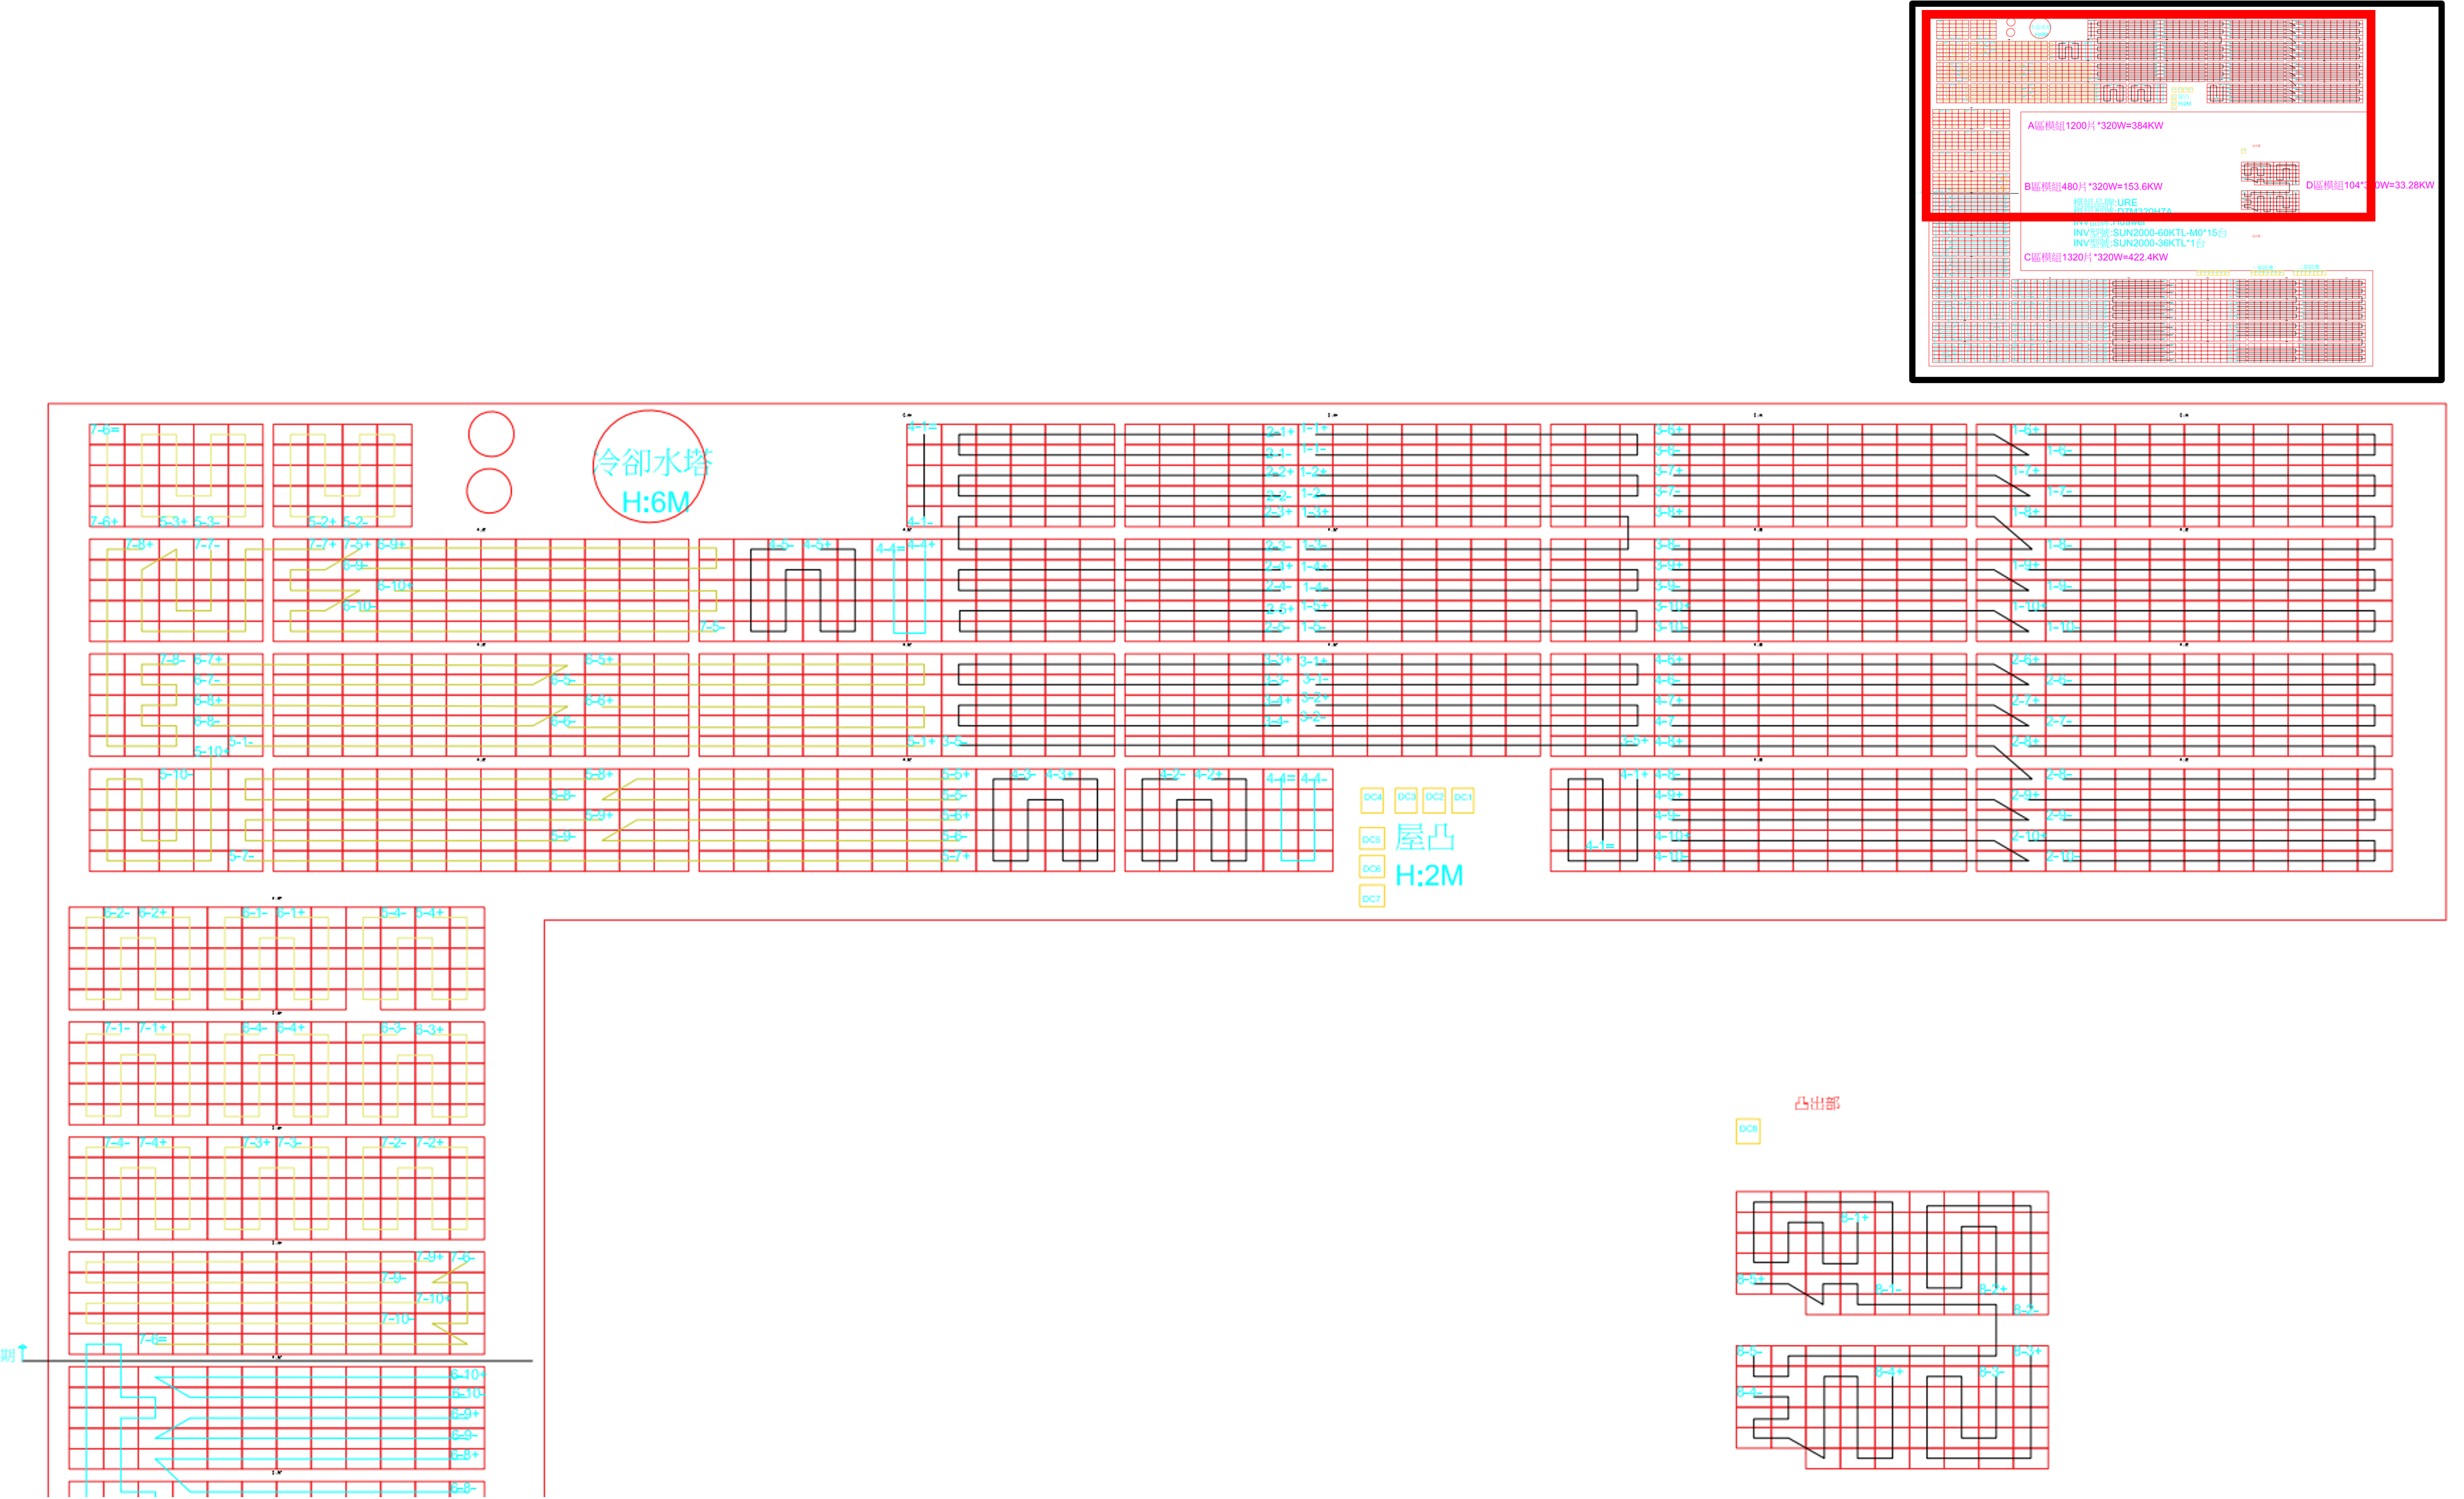 A區模組1200片*320W=384KW
B區模組480片*320W=153.6KW
模組品牌:URE
INV型號:SUN2000-60KTL-M0*15台
INV型號:SUN2000-36KTL*1台
C區模組1320片*320W=422.4KW
冷卻水塔
H:6M
7-6= 4-1= 2-1+ 1-1+ 3-6+ 1-6+
2-1- 1-1- 3-6- 1-6-
2-2+ 1-2+ 3-7+ 1-7+
2-2- 1-2- 3-7- 1-7-
2-3+ 1-3+ 3-8+ 1-8+
7-6+ 5-3+ 5-3- 5-2+ 5-2- 4-1-
7-8+ 7-7- 7-7+ 7-5+ 6-9+ 4-5- 4-5+ 4-4= 4-4+ 2-3- 1-3- 3-8- 1-8-
6-9- 2-4+ 1-4+ 3-9+ 1-9+
6-10+ 2-4- 1-4- 3-9- 1-9-
6-10- 2-5+ 1-5+ 3-10+ 1-10+
7-5- 2-5- 1-5- 3-10- 1-10-
7-8- 6-7+ 6-5+ 3-3+ 3-1+ 4-6+ 2-6+
6-7- 6-5- 3-3- 3-1- 4-6- 2-6-
6-8+ 6-6+ 3-4+ 3-2+ 4-7+ 2-7+
6-8- 6-6- 3-4- 3-2- 4-7 2-7-
5-1- 5-1+ 3-5- 3-5+ 4-8+ 2-8+
5-10+
5-10- 5-8+ 5-5+ 4-3- 4-3+ 4-2- 4-2+ 4-4= 4-4- 4-1+ 4-8- 2-8-
5-8- 5-5- 4-9+ 2-9+
5-9+ 5-6+ 4-9- 2-9-
5-9- 5-6- 4-1= 4-10+ 2-10+
5-7- 5-7+ 4-10- 2-10-
DC4 DC3 DC2 DC1
DC5
屋凸
DC6
H:2M
DC7
6-2- 6-2+ 6-1- 6-1+ 5-4- 5-4+
7-1- 7-1+ 6-4- 6-4+ 6-3- 6-3+
凸出部
DC8
7-4- 7-4+ 7-3+ 7-3- 7-2- 7-2+
7-9+ 7-6-
7-9-
7-10+
7-10-
7-6=
8-1+
8-5+ 8-1- 8-2+
8-2-
期
8-5- 8-4+ 8-3- 8-3+
8-4-
6-10+
6-10-
6-9+
6-9-
6-8+
6-8-